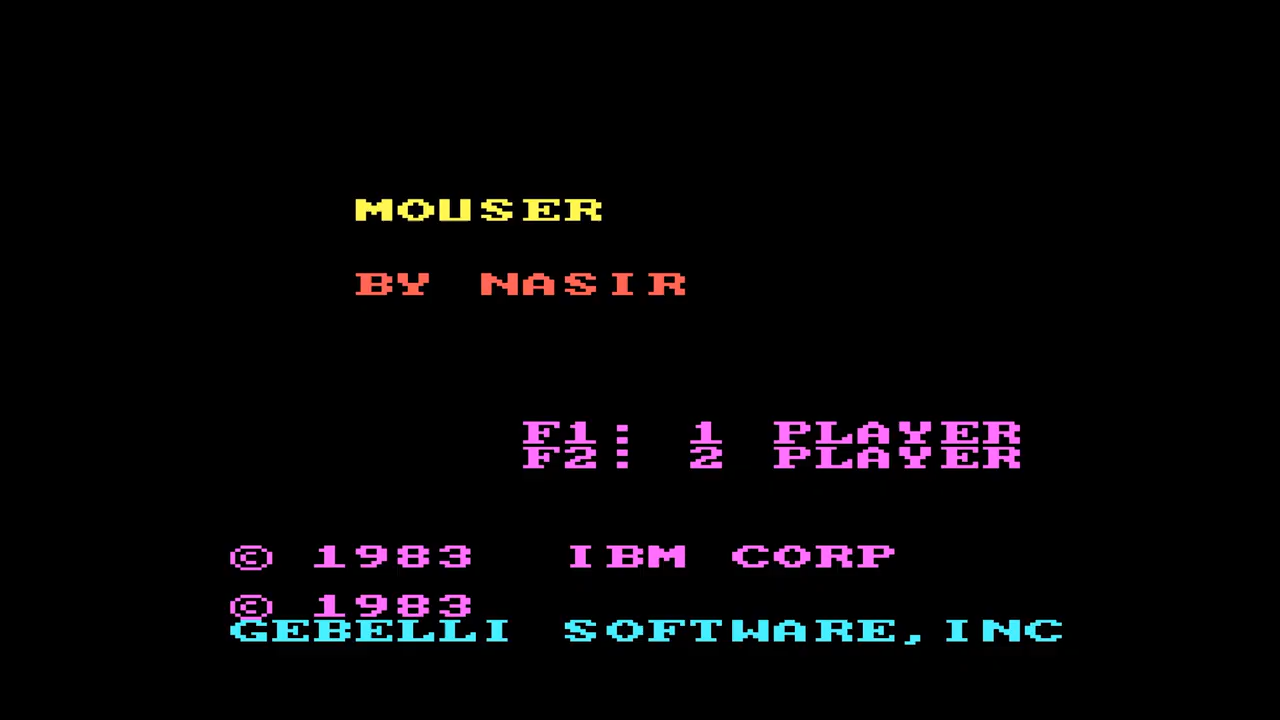 MOUSER
BY NASIR
F1: 1 PLAYER
F2: 2 PLAYER
© 1983 IBM CORP
© 1983
GEBELLI SOFTWARE,INC